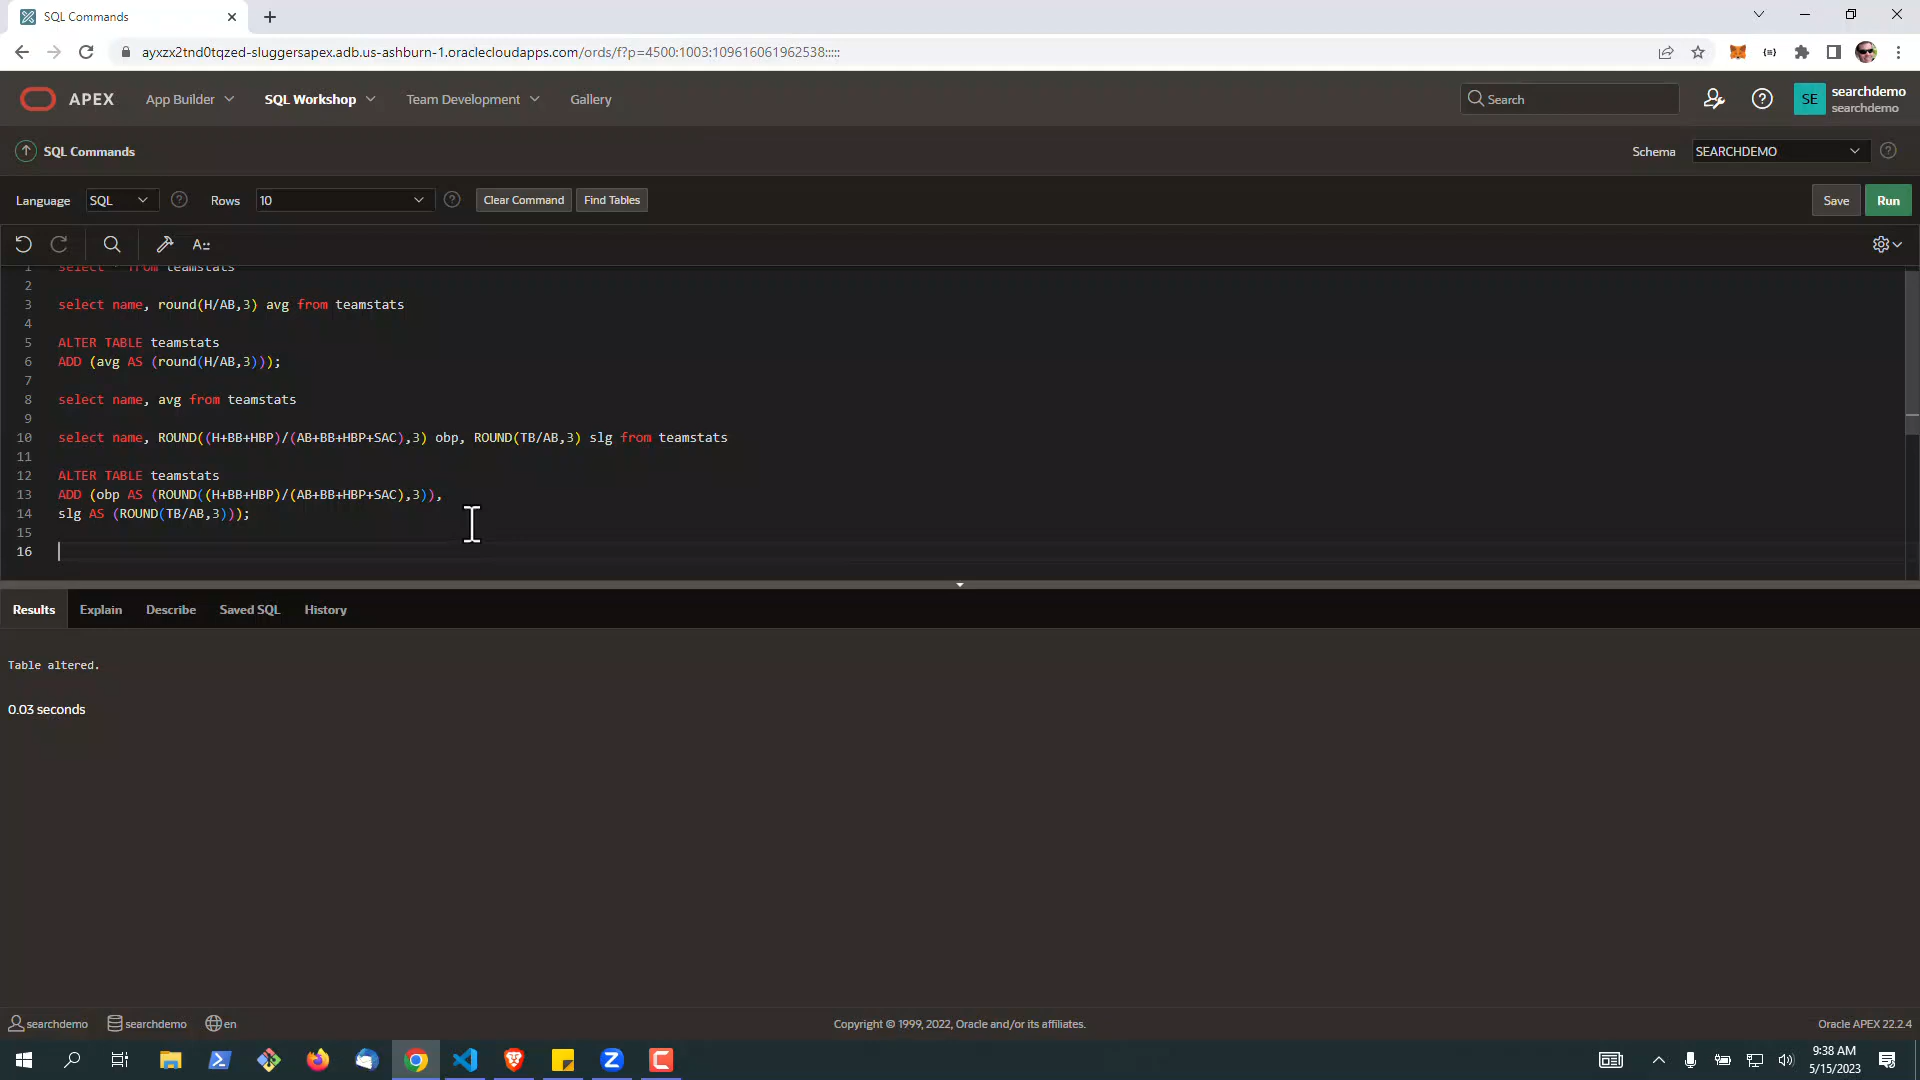 SQL Commands
ayxzx2tnd0tqzed-sluggersapex.adb.us-ashburn-1.oraclecloudapps.com/ords/f?p=4500:1003:109616061962538:::::
APEX App Builder SQL Workshop Team Development Gallery Search SE searchdemo
searchdemo
SQL Commands Schema SEARCHDEMO
Language SQL Rows 10 Clear Command Find Tables Save Run
A::
1 select * from teamstats
2
3 select name, round(H/AB,3) avg from teamstats
4
5 ALTER TABLE teamstats
6 ADD (avg AS (round(H/AB,3)));
7
8 select name, avg from teamstats
9
10 select name, ROUND((H+BB+HBP)/(AB+BB+HBP+SAC),3) obp, ROUND(TB/AB,3) slg from teamstats
11
12 ALTER TABLE teamstats
13 ADD (obp AS (ROUND((H+BB+HBP)/(AB+BB+HBP+SAC),3)),
14 slg AS (ROUND(TB/AB,3)));
15
16
Results Explain Describe Saved SQL History
Table altered.
0.03 seconds
searchdemo searchdemo en Copyright © 1999, 2022, Oracle and/or its affiliates. Oracle APEX 22.2.4
9:38 AM
5/15/2023